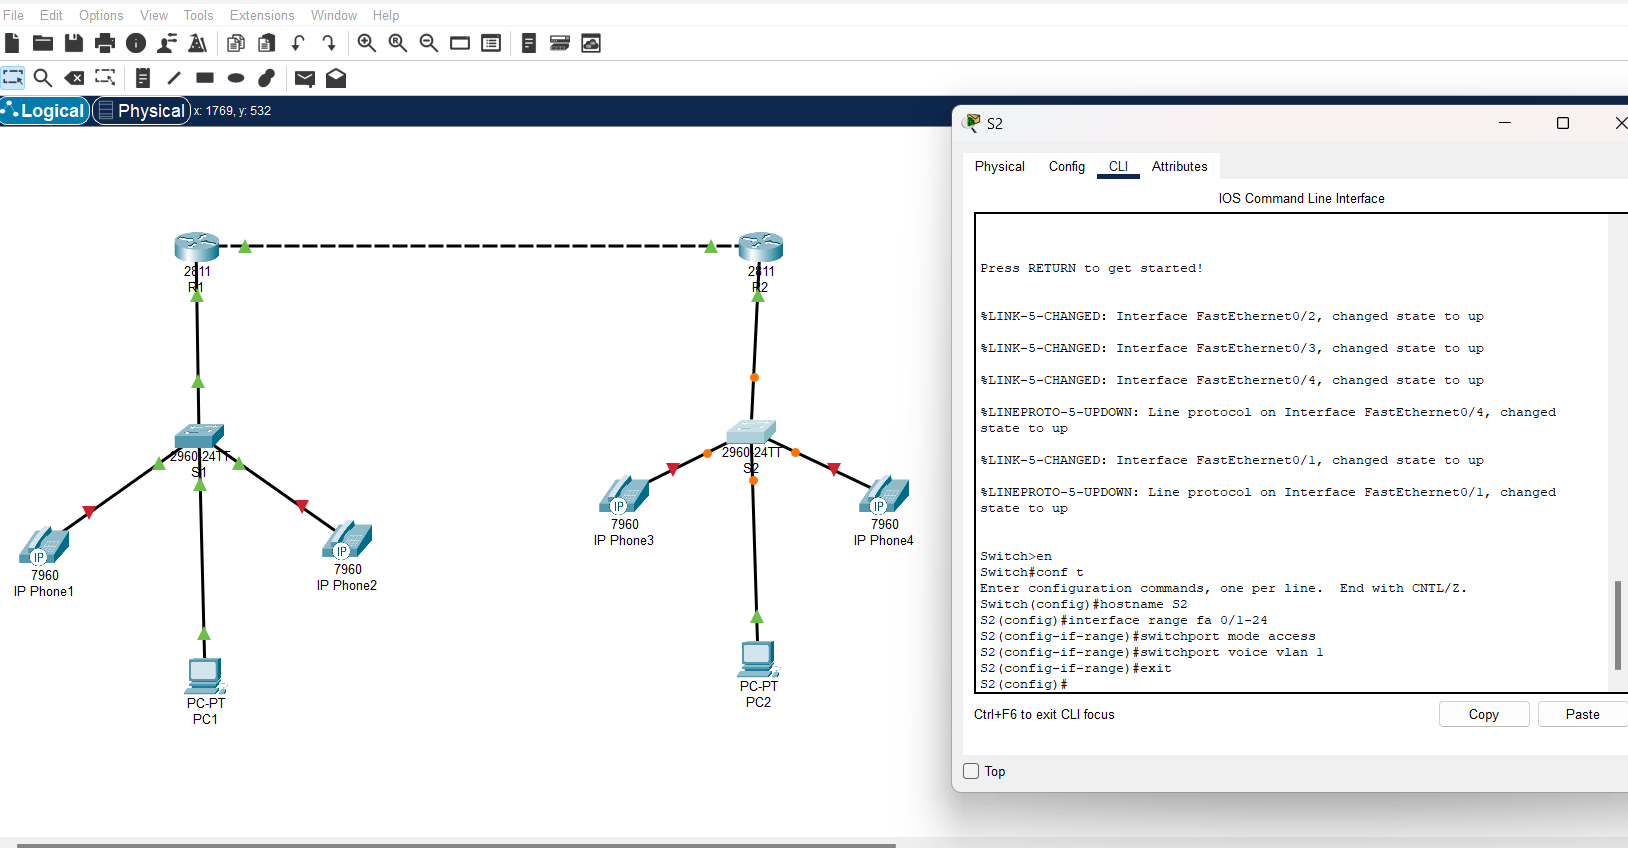 File Edit Options View Tools Extensions Window Help
Logical Physical x: 1769, y: 532
S2
Physical Config CLI Attributes
IOS Command Line Interface
Press RETURN to get started!
%LINK-5-CHANGED: Interface FastEthernet0/2, changed state to up
%LINK-5-CHANGED: Interface FastEthernet0/3, changed state to up
%LINK-5-CHANGED: Interface FastEthernet0/4, changed state to up
%LINEPROTO-5-UPDOWN: Line protocol on Interface FastEthernet0/4, changed
state to up
%LINK-5-CHANGED: Interface FastEthernet0/1, changed state to up
%LINEPROTO-5-UPDOWN: Line protocol on Interface FastEthernet0/1, changed
state to up
Switch>en
Switch#conf t
Enter configuration commands, one per line. End with CNTL/Z.
Switch(config)#hostname S2
S2(config)#interface range fa 0/1-24
S2(config-if-range)#switchport mode access
S2(config-if-range)#switchport voice vlan 1
S2(config-if-range)#exit
S2(config)#
Ctrl+F6 to exit CLI focus
Copy
Paste
Top
2811
R1
2811
R2
2960-24TT
S1
2960-24TT
S2
IP
7960
IP Phone1
IP
7960
IP Phone2
IP
7960
IP Phone3
IP
7960
IP Phone4
PC-PT
PC1
PC-PT
PC2